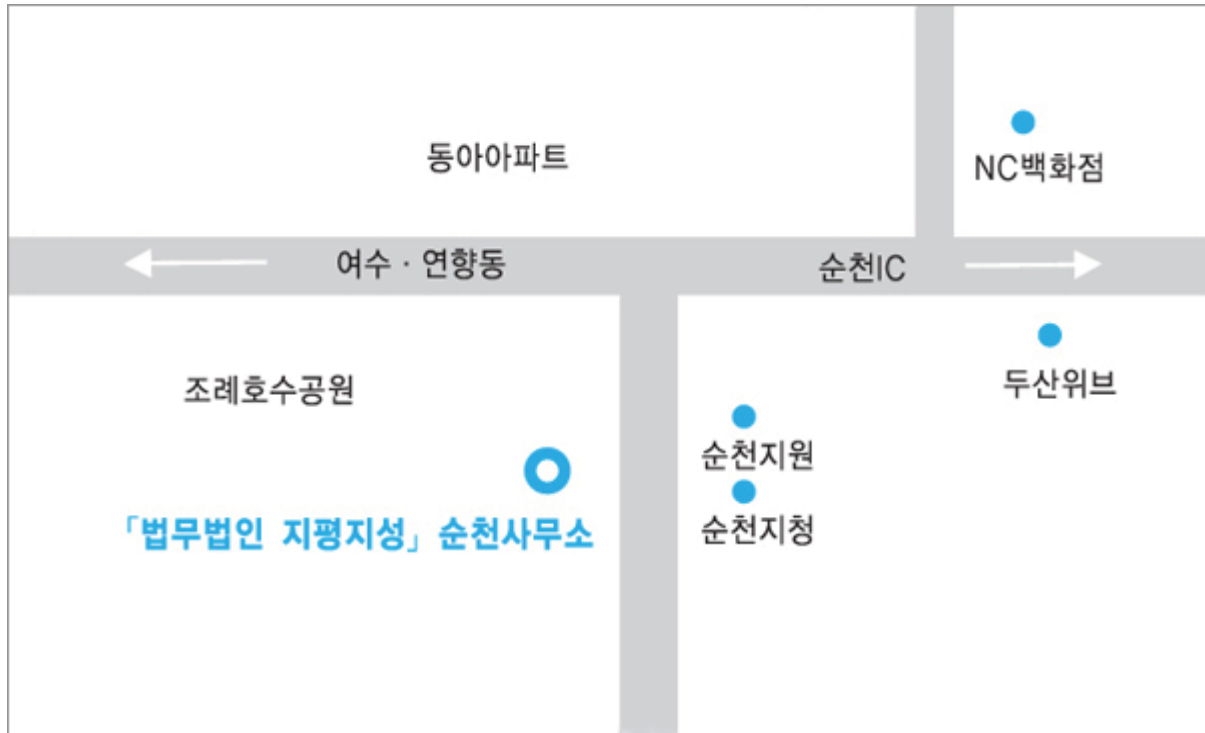 동아아파트
NC백화점
여수 · 연향동
순천IC
조례호수공원
두산위브
순천지원
순천지청
「법무법인 지평지성」 순천사무소